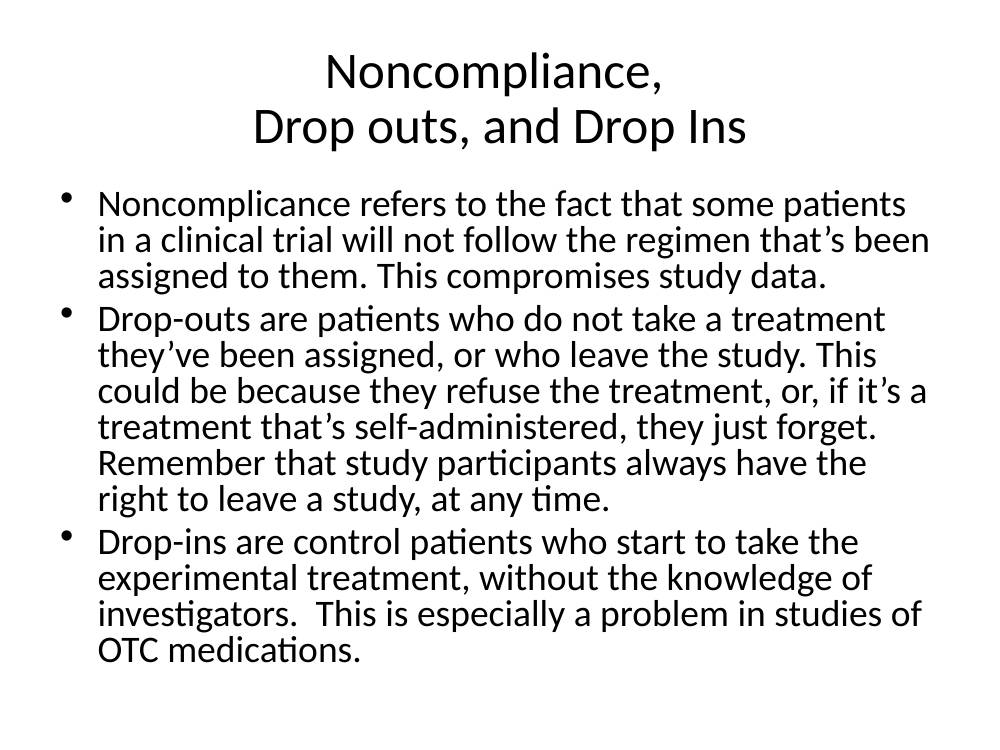 Noncompliance,
Drop outs, and Drop Ins
• Noncomplicance refers to the fact that some patients
in a clinical trial will not follow the regimen that’s been
assigned to them. This compromises study data.
• Drop-outs are patients who do not take a treatment
they’ve been assigned, or who leave the study. This
could be because they refuse the treatment, or, if it’s a
treatment that’s self-administered, they just forget.
Remember that study participants always have the
right to leave a study, at any time.
• Drop-ins are control patients who start to take the
experimental treatment, without the knowledge of
investigators.  This is especially a problem in studies of
OTC medications.